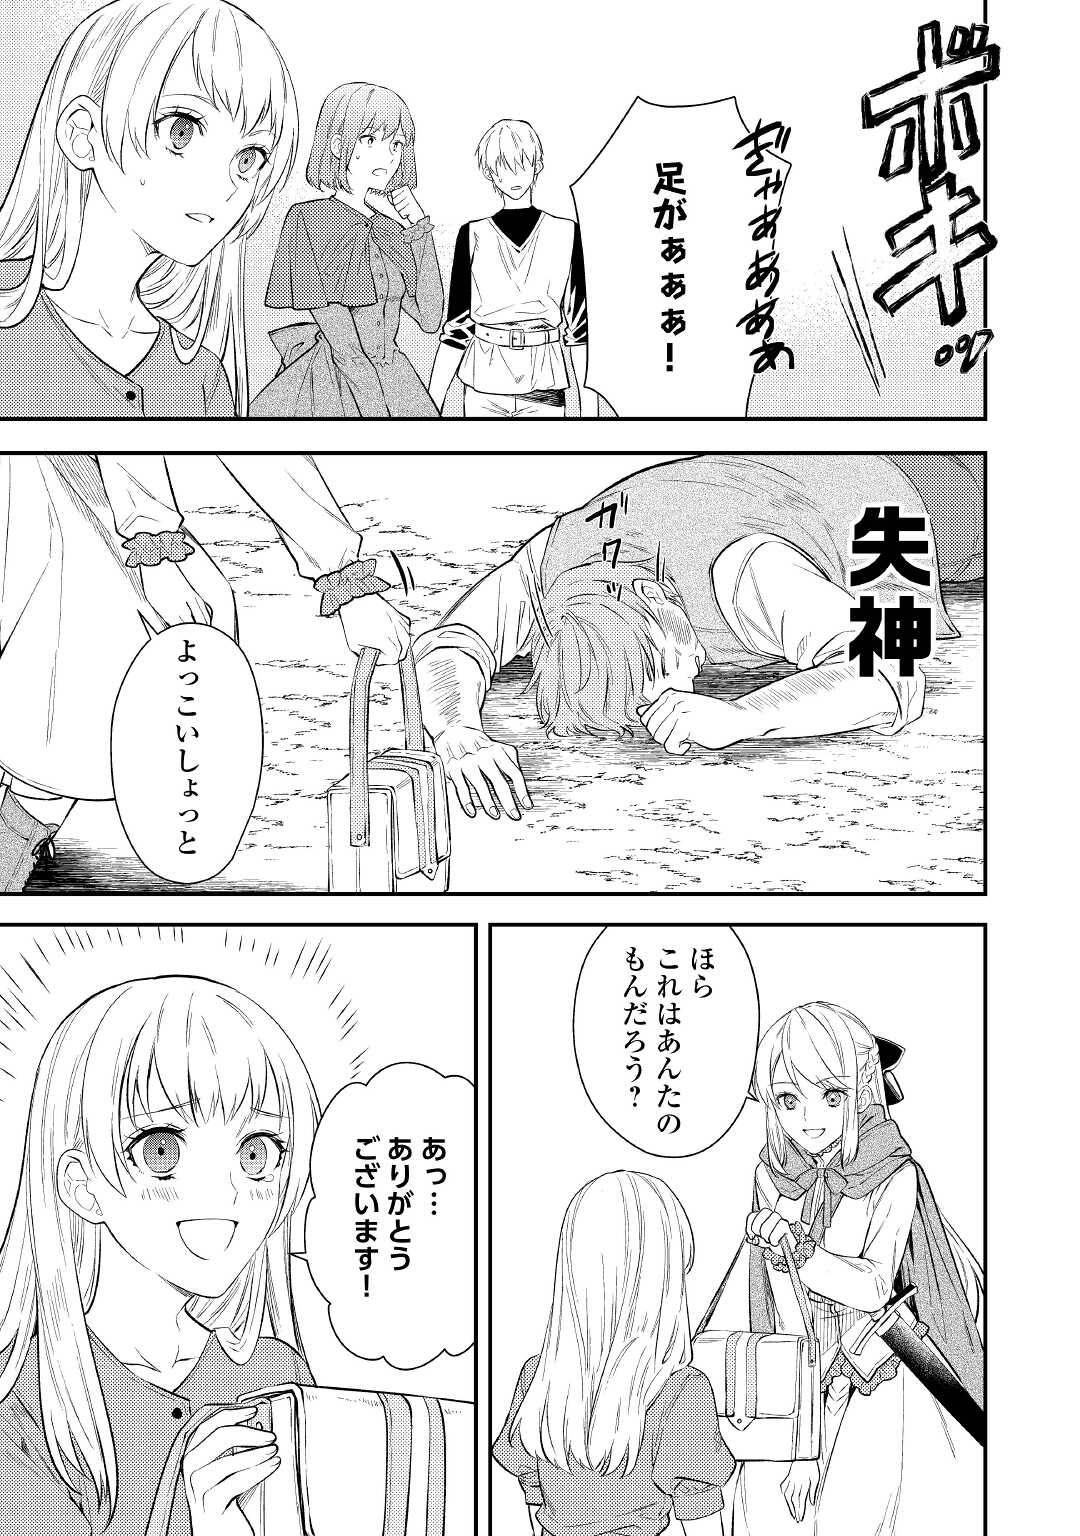 ボキッ
ぎゃあーああああ
足がぁぁぁぁ！
失神
ガクッ
よっこいしょっと
ほら
これはあんたの
もんだろう？
あっ…
ありがとう
ございます！